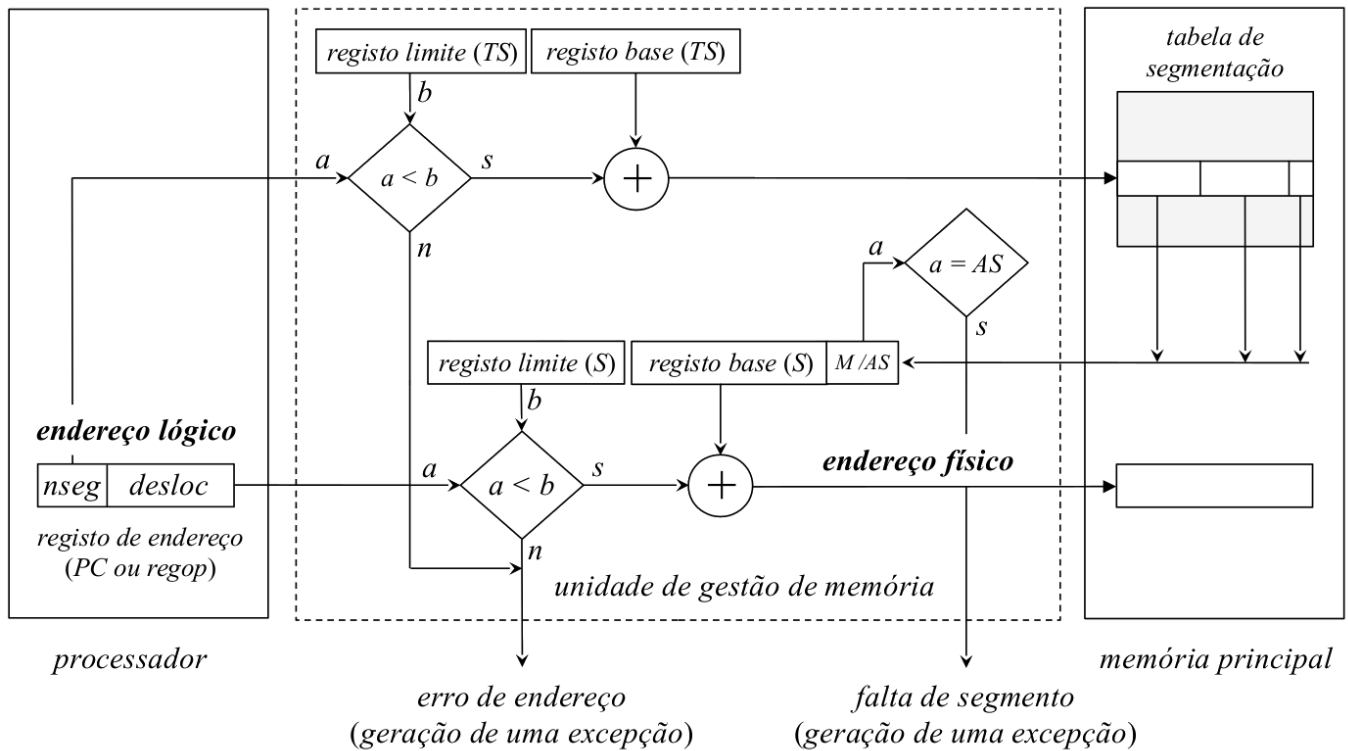 registo limite (TS)
registo base (TS)
tabela de
segmentação
b
a
a < b
s
+
n
a
a = AS
s
registo limite (S)
registo base (S)
M /AS
b
endereço lógico
a
a < b
s
+
endereço físico
nseg
desloc
n
registo de endereço
(PC ou regop)
unidade de gestão de memória
processador
memória principal
erro de endereço
(geração de uma excepção)
falta de segmento
(geração de uma excepção)